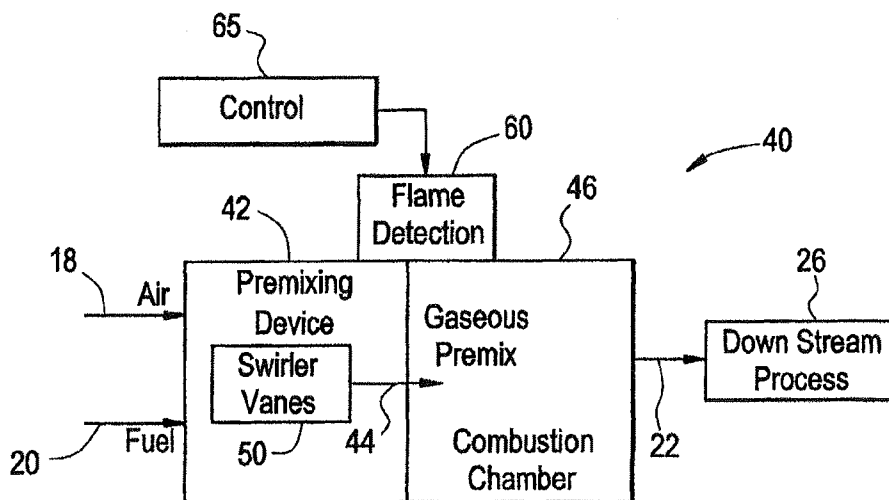 65
Control
60
40
Flame
Detection
42
46
18
Air
Premixing
Device
Gaseous
Premix
26
Down Stream
Process
Swirler
Vanes
20
Fuel
50
44
Combustion
Chamber
22